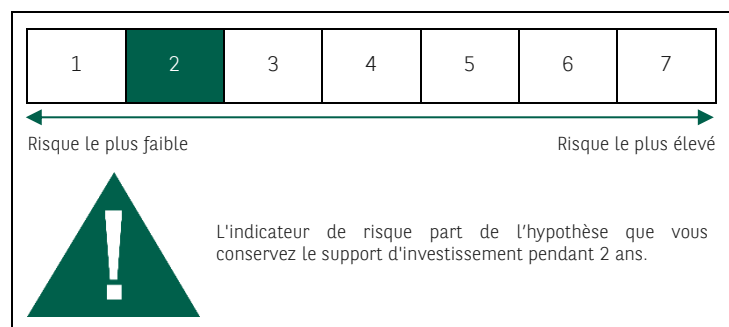 1 2 3 4 5 6 7
Risque le plus faible Risque le plus élevé
!
L'indicateur de risque part de l’hypothèse que vous
conservez le support d'investissement pendant 2 ans.